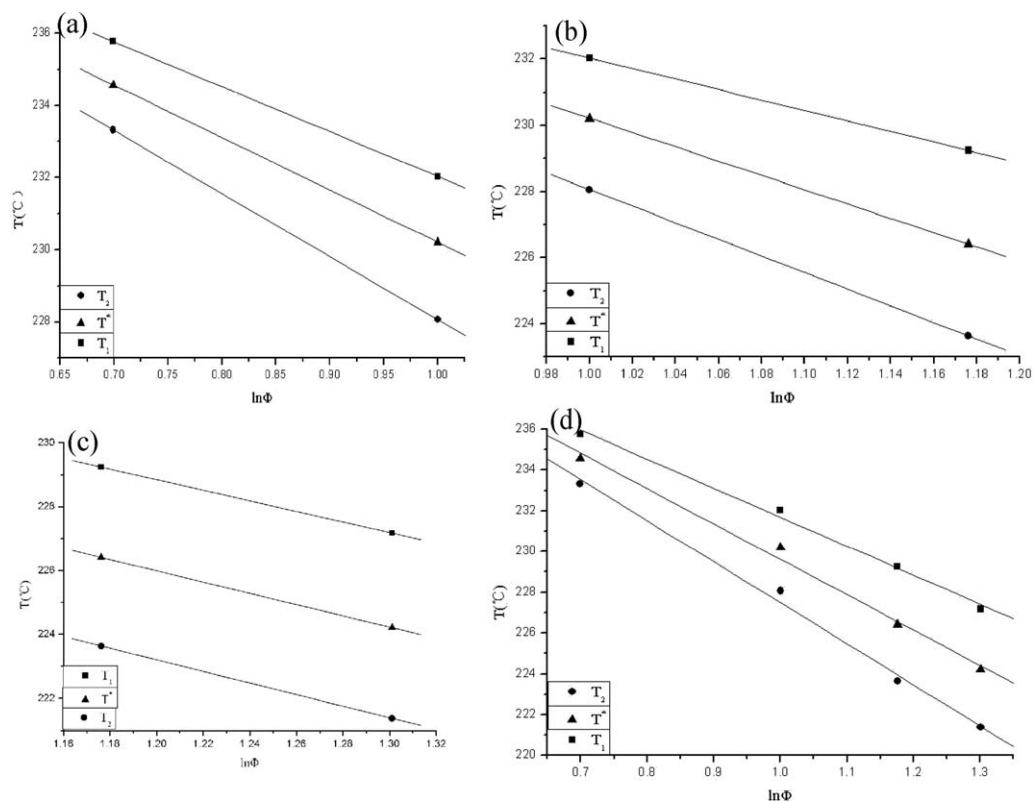 (a)
236
234
232
230
228
T(℃)
T₂
T*
T₁
0.65 0.70 0.75 0.80 0.85 0.90 0.95 1.00
lnΦ
(b)
232
230
228
226
224
T(℃)
T₂
T*
T₁
0.98 1.00 1.02 1.04 1.06 1.08 1.10 1.12 1.14 1.16 1.18 1.20
lnΦ
(c)
230
228
226
224
222
T(℃)
T₁
T*
T₂
1.16 1.18 1.20 1.22 1.24 1.26 1.28 1.30 1.32
lnΦ
(d)
236
234
232
230
228
226
224
222
220
T(℃)
T₂
T*
T₁
0.7 0.8 0.9 1.0 1.1 1.2 1.3
lnΦ